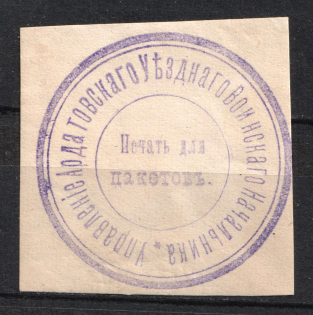 Управленіе Ардатовскаго Уѣзднаго Воинскаго Начальника *
Печать для
пакетовъ.